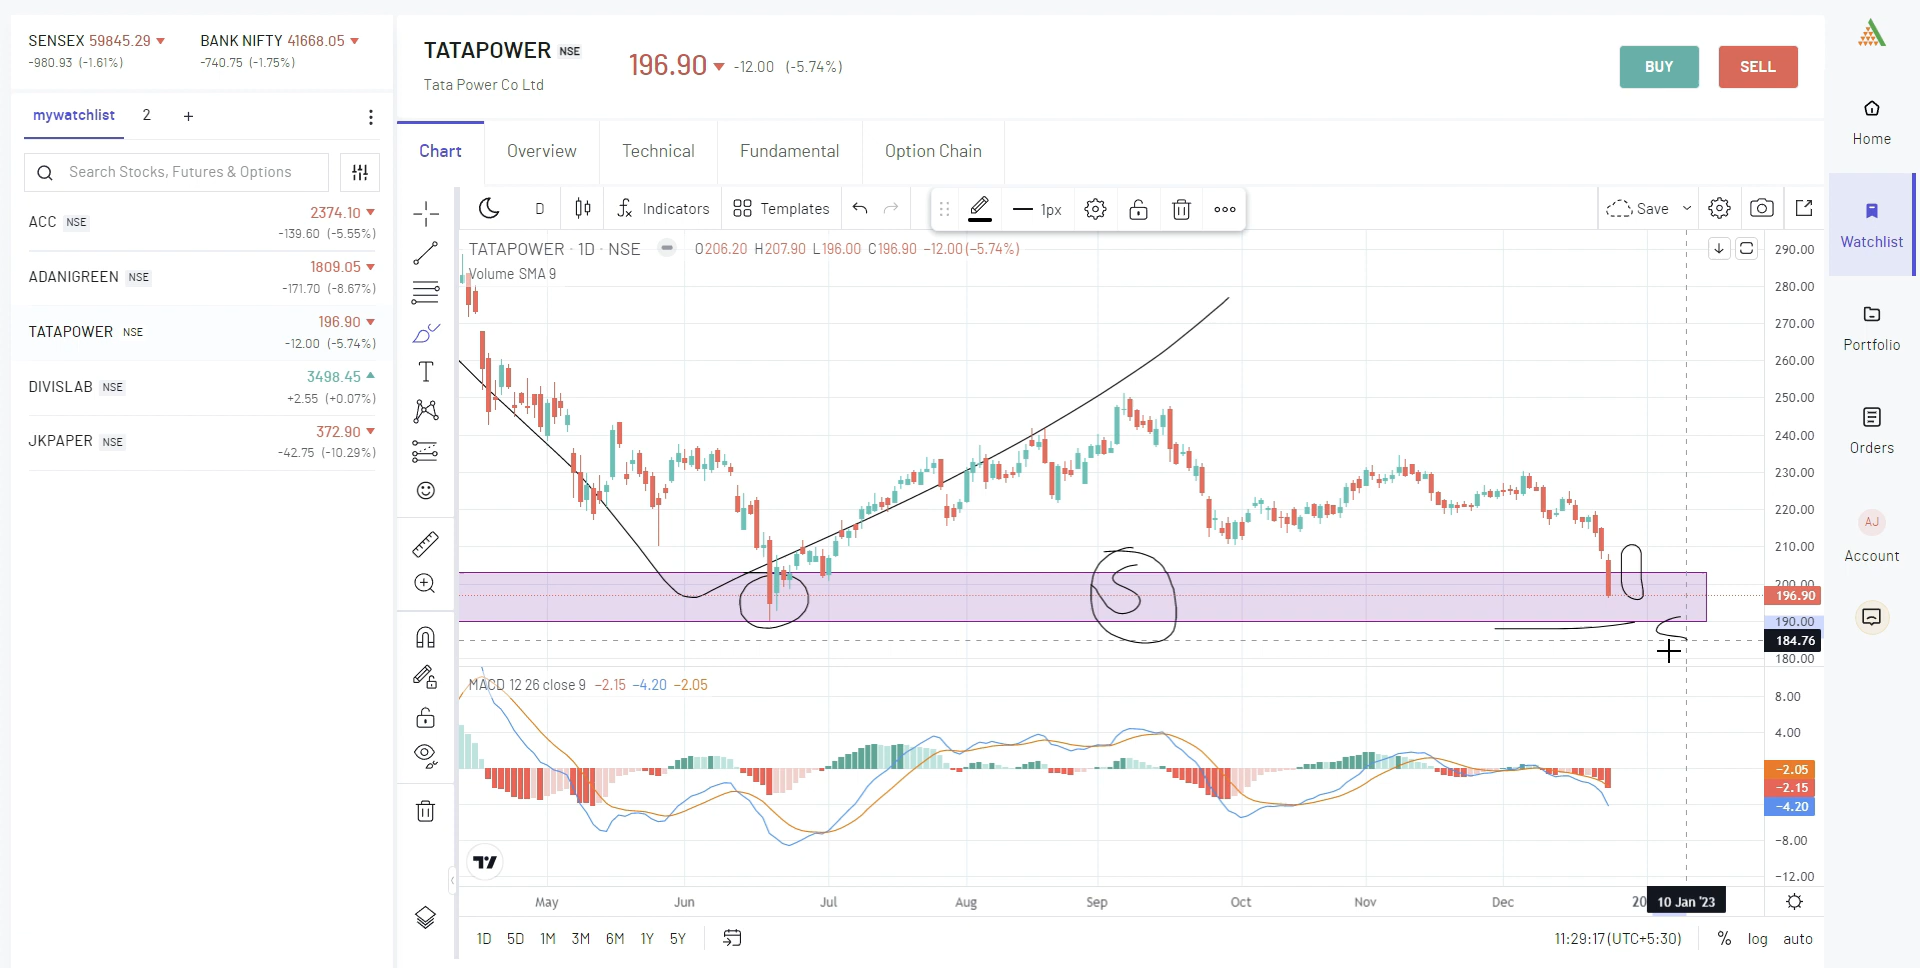 SENSEX 59845.29 BANK NIFTY 41668.05
-980.93 (-1.61%) -740.75 (-1.75%)
mywatchlist 2 +
Search Stocks, Futures & Options
ACC NSE 2374.10
-139.60 (-5.55%)
ADANIGREEN NSE 1809.05
-171.70 (-8.67%)
TATAPOWER NSE 196.90
-12.00 (-5.74%)
DIVISLAB NSE 3498.45
+2.55 (+0.07%)
JKPAPER NSE 372.90
-42.75 (-10.29%)
TATAPOWER NSE
Tata Power Co Ltd
196.90 -12.00 (-5.74%)
BUY SELL
Chart Overview Technical Fundamental Option Chain
D Indicators Templates 1px Save
TATAPOWER · 1D · NSE O206.20 H207.90 L196.00 C196.90 −12.00 (−5.74%)
Volume SMA 9
290.00
280.00
270.00
260.00
250.00
240.00
230.00
220.00
210.00
200.00
196.90
190.00
184.76
180.00
S
MACD 12 26 close 9 −2.15 −4.20 −2.05
8.00
4.00
−2.05
−2.15
−4.20
−8.00
−12.00
May Jun Jul Aug Sep Oct Nov Dec 20 10 Jan '23
1D 5D 1M 3M 6M 1Y 5Y 11:29:17 (UTC+5:30) % log auto
Home
Watchlist
Portfolio
Orders
AJ
Account